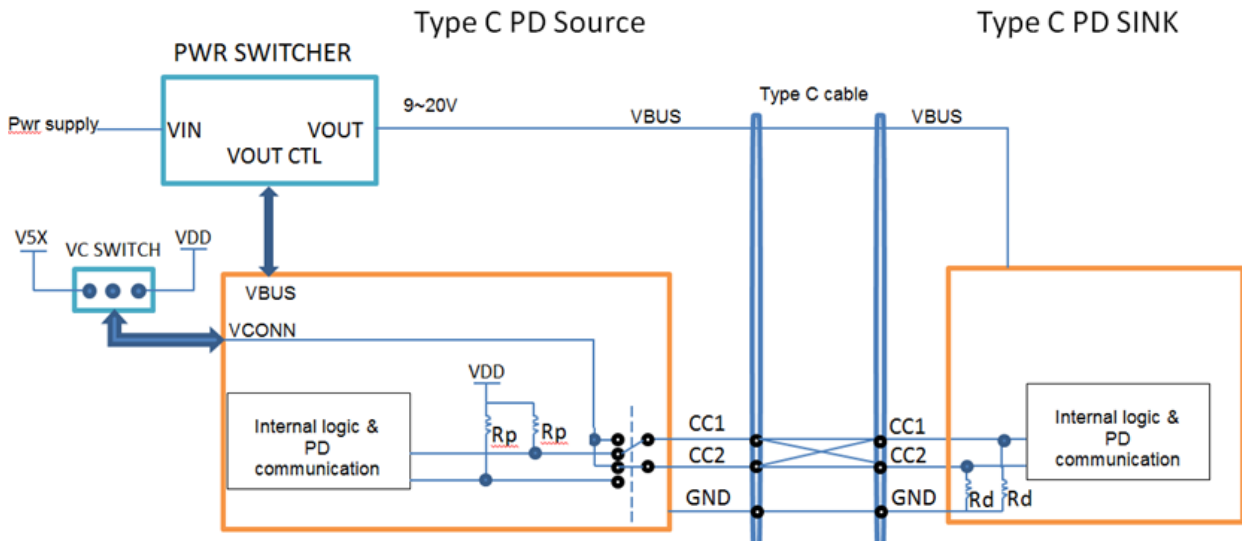 Type C PD Source
Type C PD SINK
PWR SWITCHER
Pwr supply
VIN
VOUT
VOUT CTL
9~20V
VBUS
Type C cable
VBUS
V5X
VC SWITCH
VDD
VBUS
VCONN
VDD
Rp
Rp
Internal logic &
PD
communication
CC1
CC2
GND
CC1
CC2
GND
Rd
Rd
Internal logic &
PD
communication